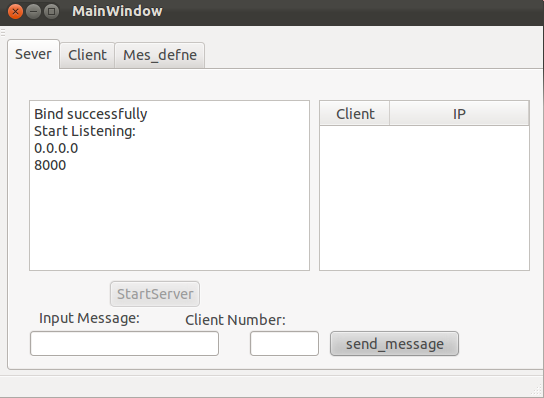 MainWindow
Sever Client Mes_defne
Bind successfully
Start Listening:
0.0.0.0
8000
Client IP
StartServer
Input Message: Client Number:
send_message